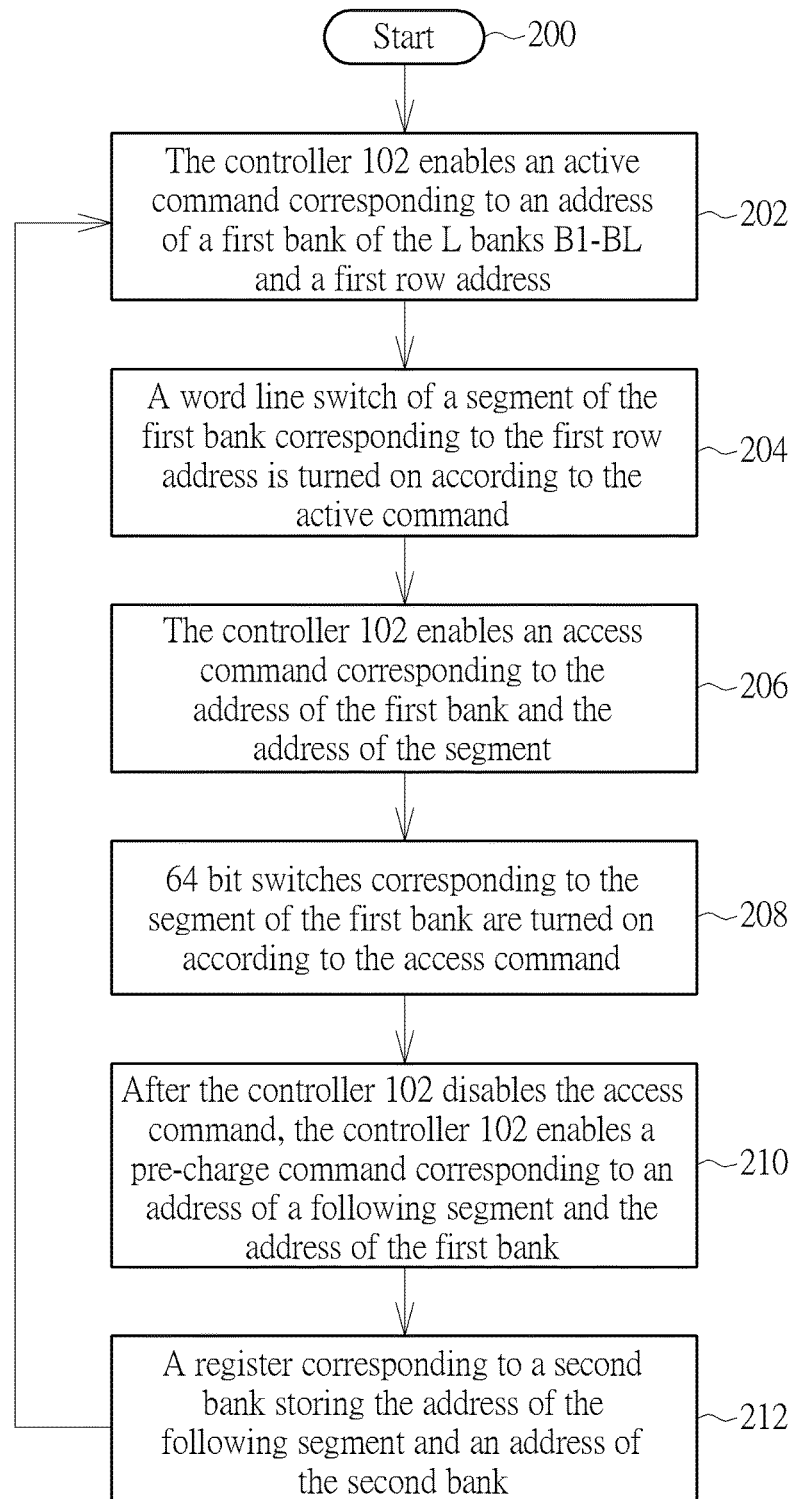 Start
200
The controller 102 enables an active
command corresponding to an address
of a first bank of the L banks B1-BL
and a first row address
202
A word line switch of a segment of the
first bank corresponding to the first row
address is turned on according to the
active command
204
The controller 102 enables an access
command corresponding to the
address of the first bank and the
address of the segment
206
64 bit switches corresponding to the
segment of the first bank are turned on
according to the access command
208
After the controller 102 disables the access
command, the controller 102 enables a
pre-charge command corresponding to an
address of a following segment and the
address of the first bank
210
A register corresponding to a second
bank storing the address of the
following segment and an address of
the second bank
212